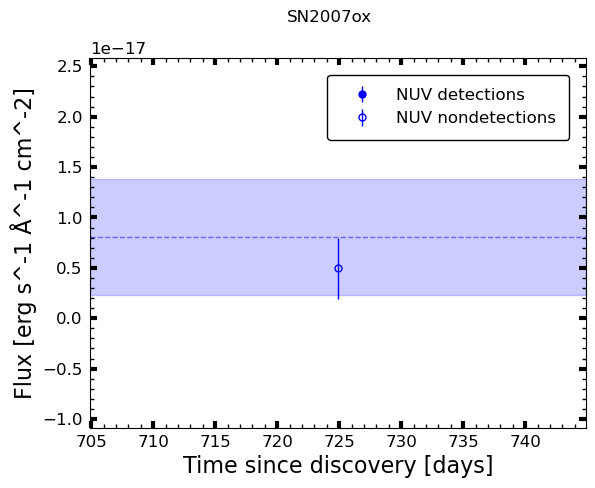 SN2007ox
1e−17
2.5
2.0
1.5
1.0
0.5
0.0
−0.5
−1.0
Flux [erg s^-1 Å^-1 cm^-2]
NUV detections
NUV nondetections
705 710 715 720 725 730 735 740
Time since discovery [days]